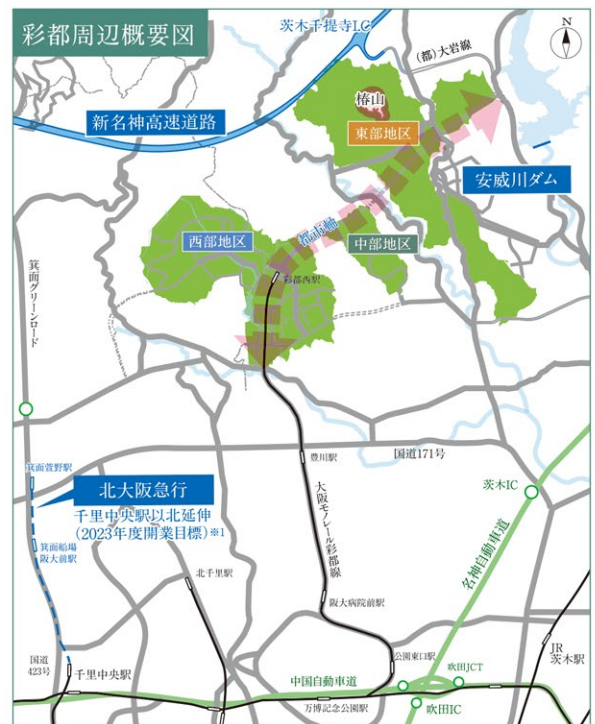 彩都周辺概要図
茨木千提寺I.C
N
(都)大岩線
新名神高速道路
椿山
東部地区
安威川ダム
都市軸
西部地区
中部地区
彩都西駅
箕面グリーンロード
豊川駅
国道171号
箕面萱野駅
北大阪急行
千里中央駅以北延伸
(2023年度開業目標)※1
茨木IC
大阪モノレール彩都線
名神自動車道
箕面船場
阪大前駅
北千里駅
阪大病院前駅
国道
423号
千里中央駅
公園東口駅
JR
茨木駅
中国自動車道
吹田JCT
万博記念公園駅
吹田IC